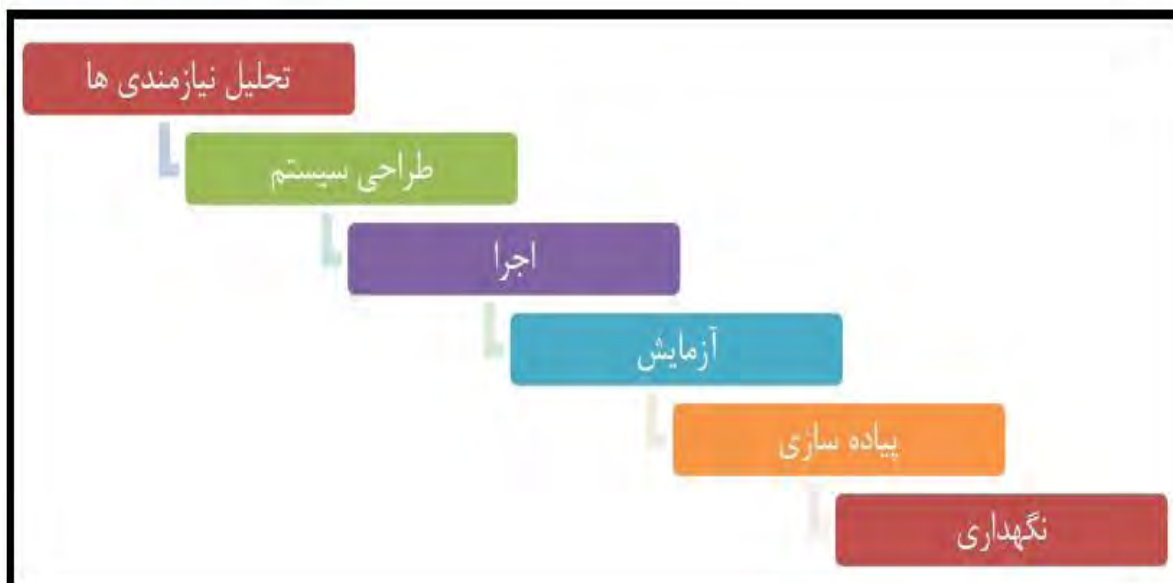 تحلیل نیازمندی ها
طراحی سیستم
اجرا
آزمایش
پیاده سازی
نگهداری